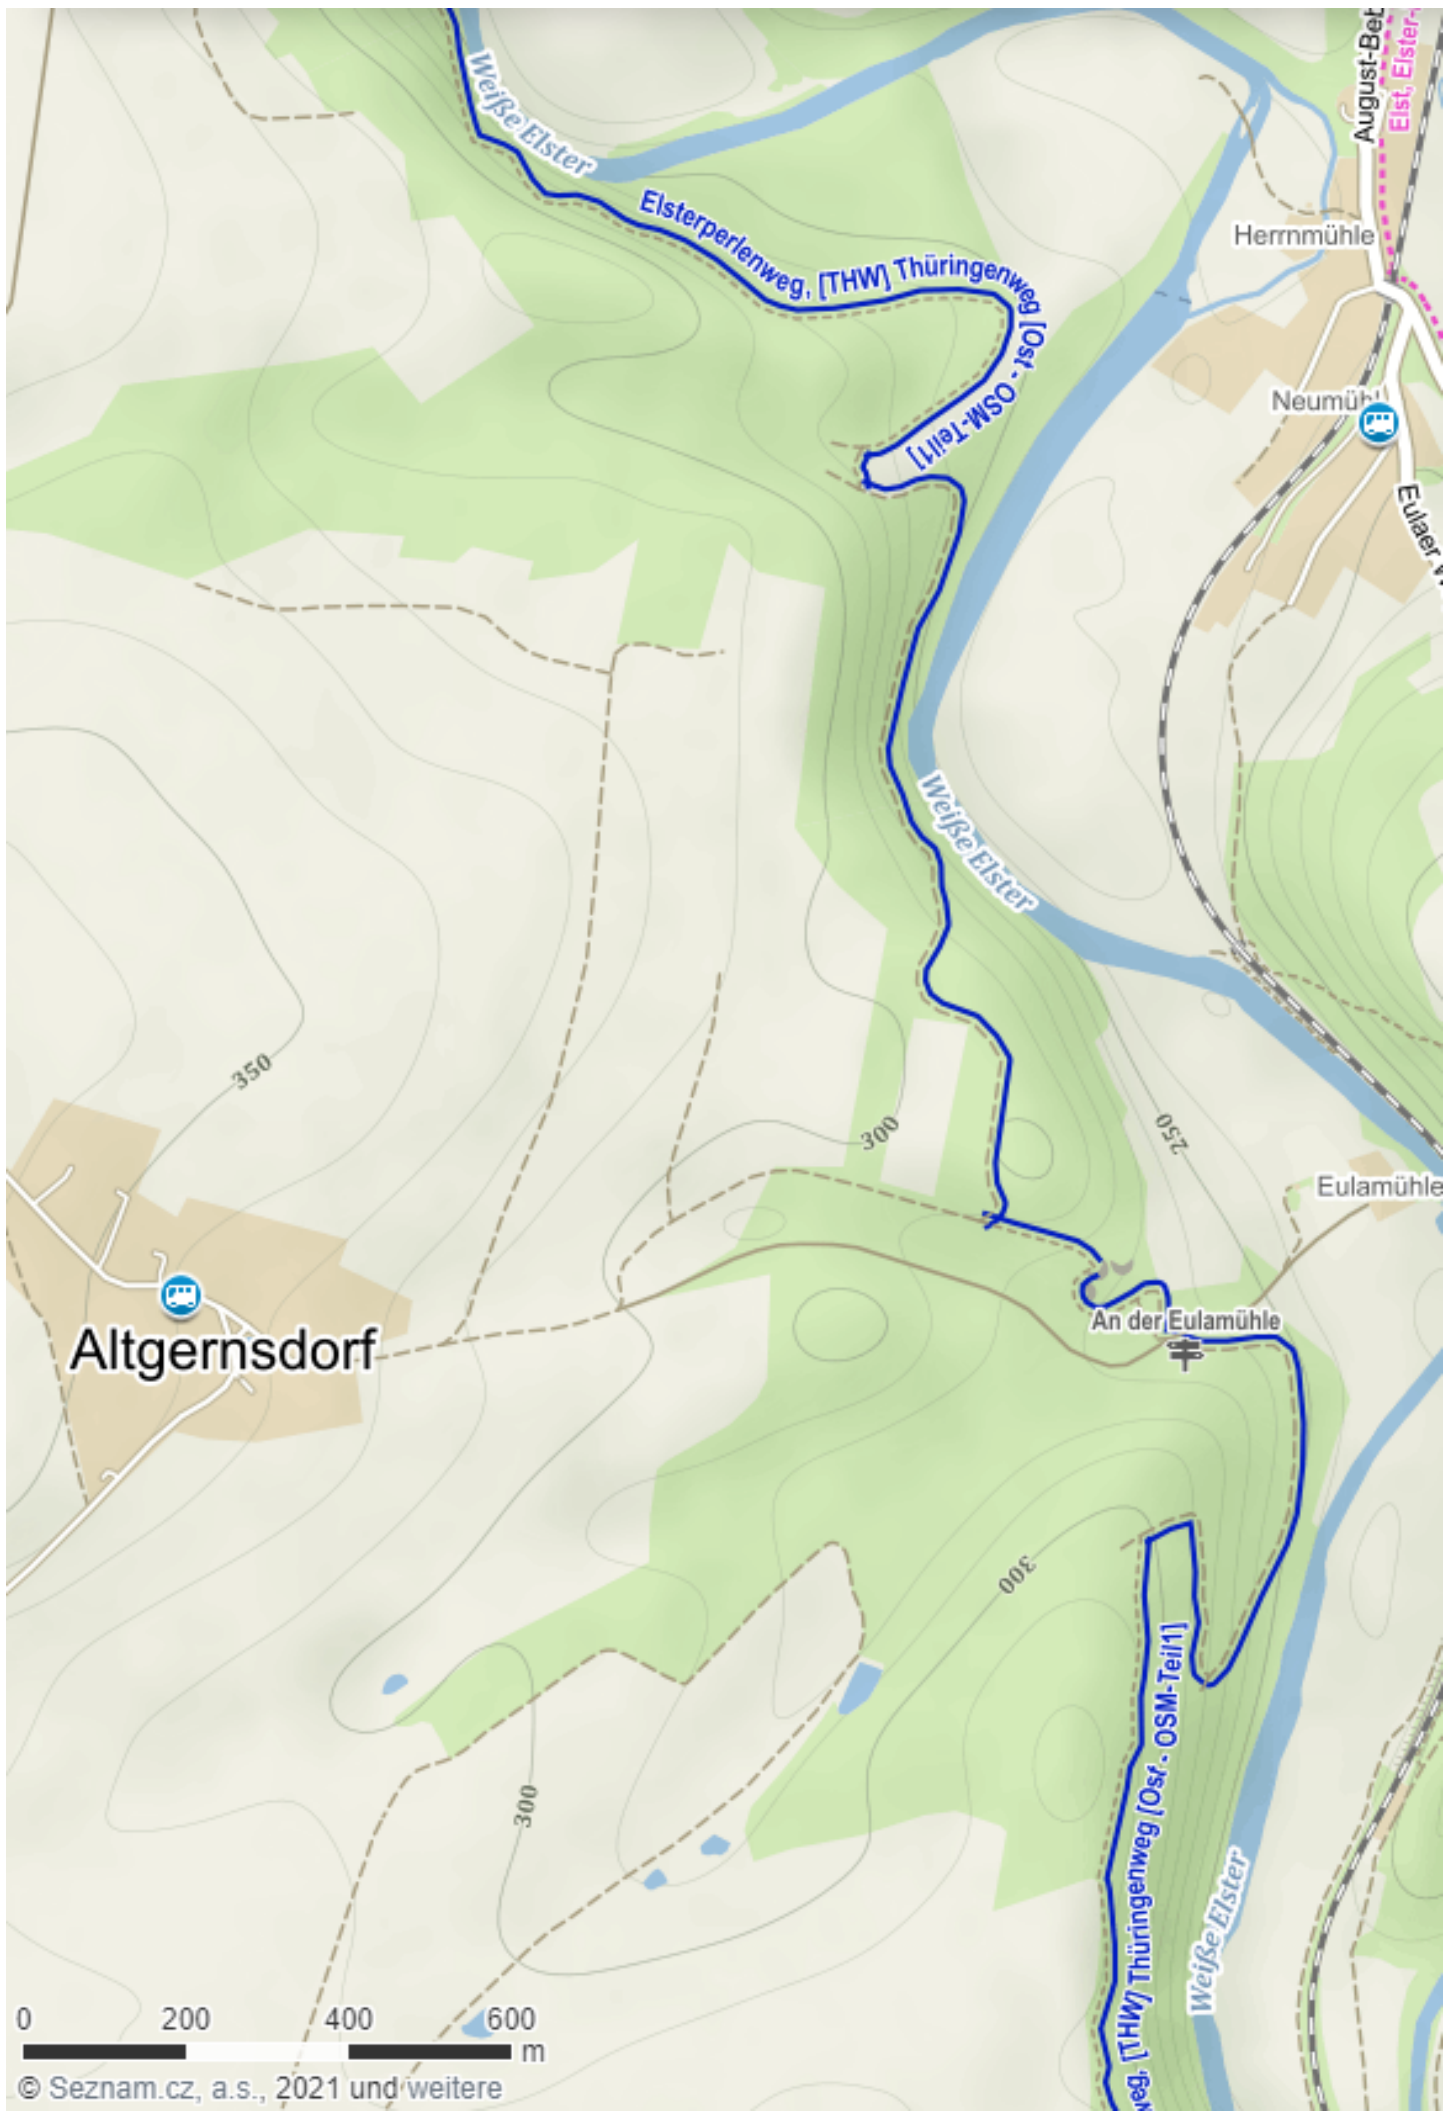 August-Beb
Elst, Elster-
Weiße Elster
Elsterperlenweg, [THW] Thüringenweg [Ost - OSM-Teil1]
Herrnmühle
Neumühl
Eulaer
Weiße Elster
350
300
250
Eulamühle
An der Eulamühle
Altgernsdorf
300
300
weg, [THW] Thüringenweg [Ost - OSM-Teil1]
Weiße Elster
0 200 400 600
m
© Seznam.cz, a.s., 2021 und weitere